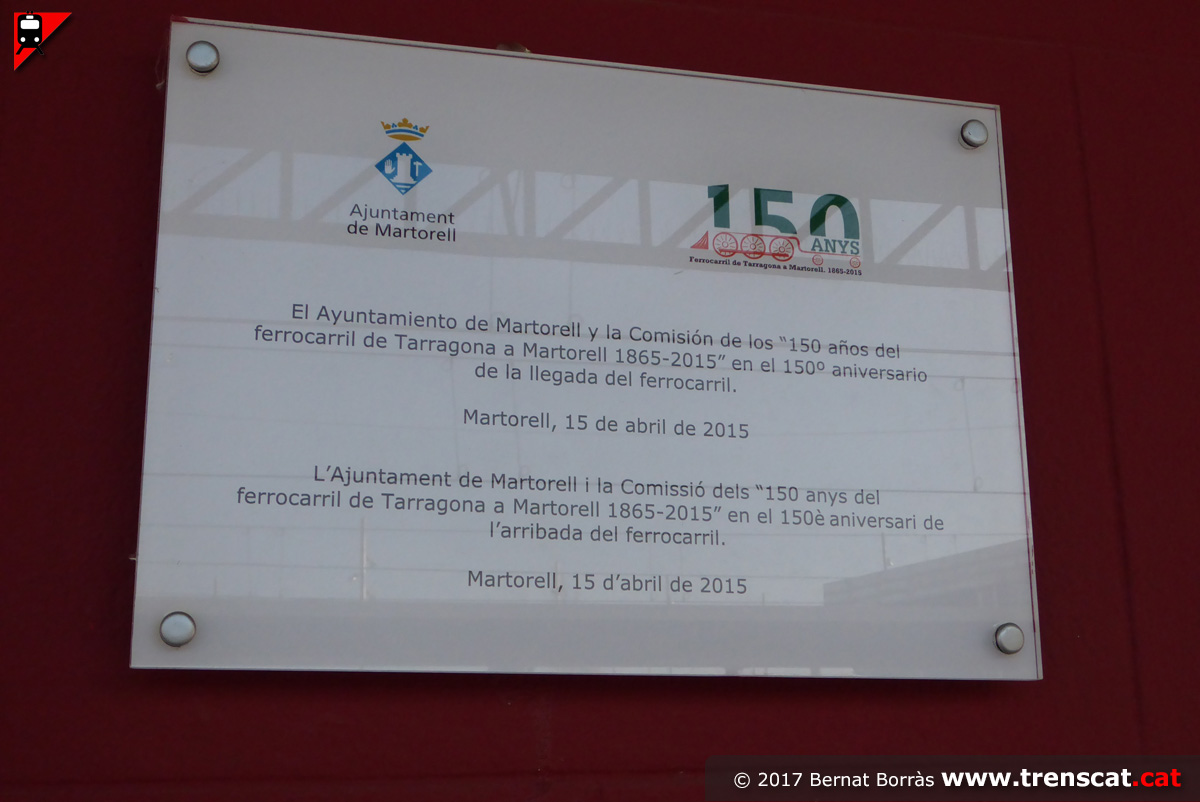 Ajuntament
de Martorell
150
ANYS
Ferrocarril de Tarragona a Martorell. 1865-2015
El Ayuntamiento de Martorell y la Comisión de los “150 años del
ferrocarril de Tarragona a Martorell 1865-2015” en el 150º aniversario
de la llegada del ferrocarril.
Martorell, 15 de abril de 2015
L’Ajuntament de Martorell i la Comissió dels “150 anys del
ferrocarril de Tarragona a Martorell 1865-2015” en el 150è aniversari de
l’arribada del ferrocarril.
Martorell, 15 d’abril de 2015
© 2017 Bernat Borràs www.trenscat.cat